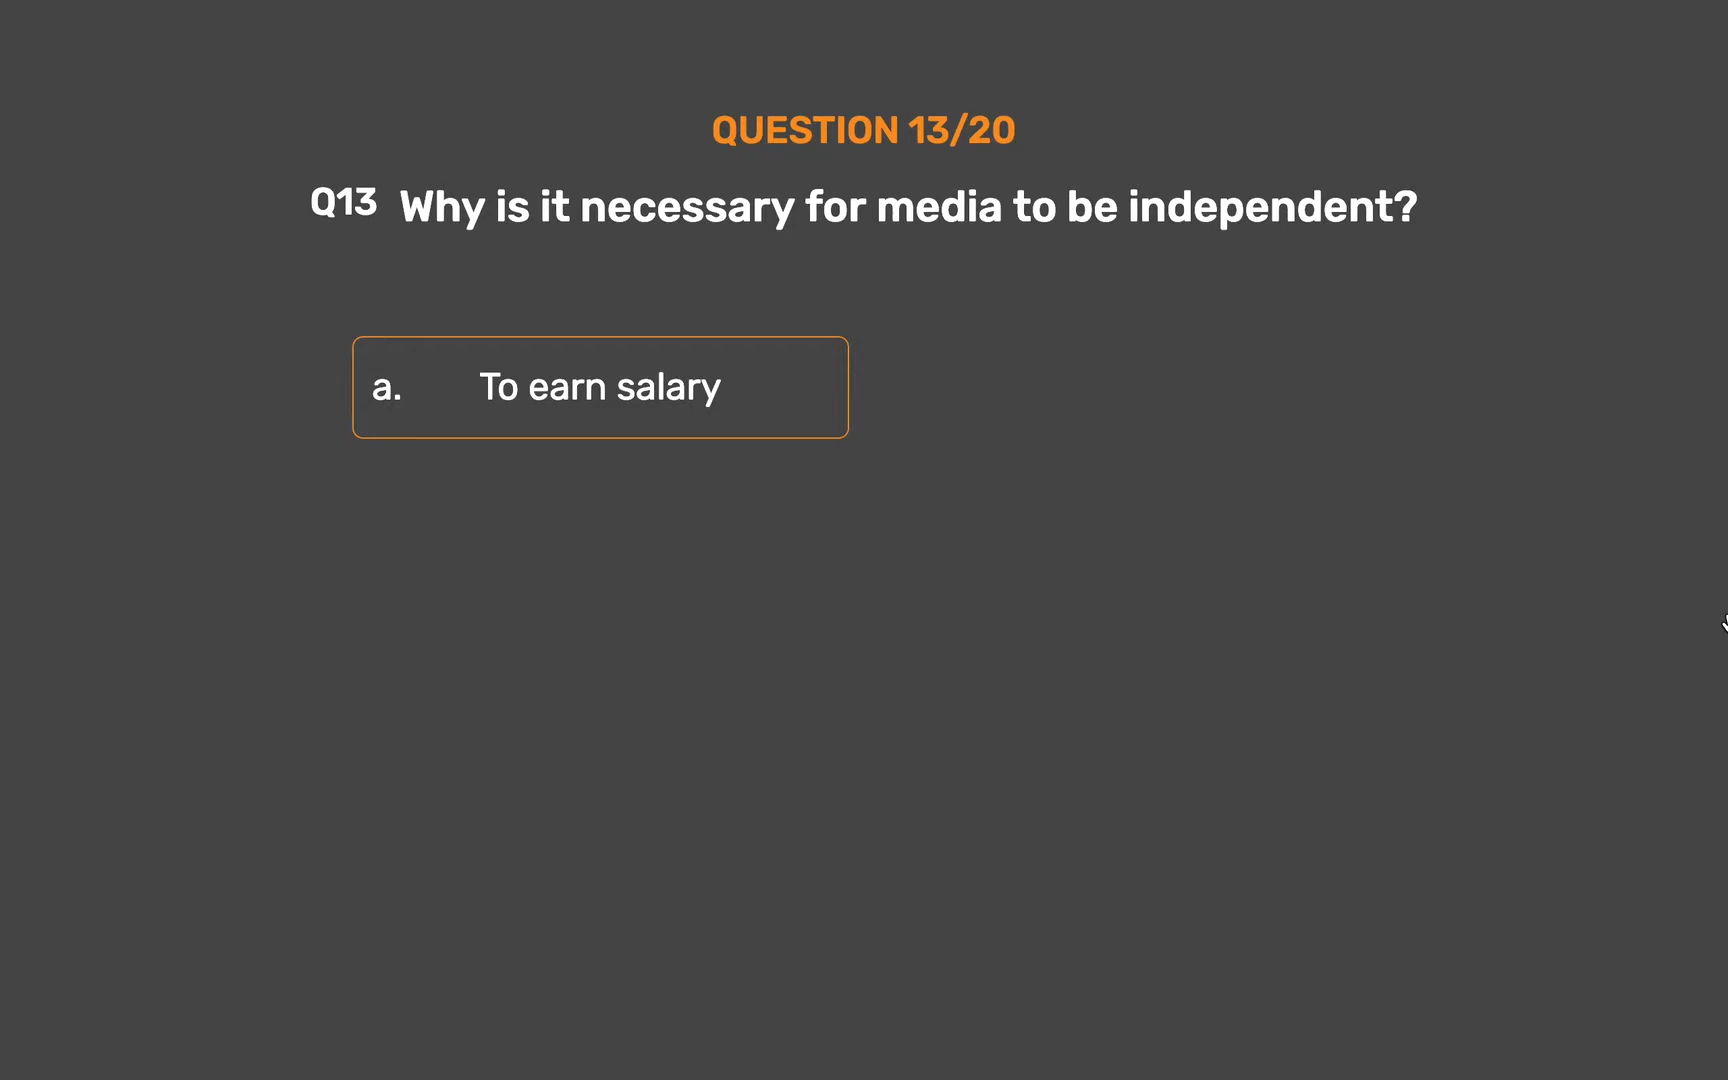 QUESTION 13/20
Q13 Why is it necessary for media to be independent?
a. To earn salary